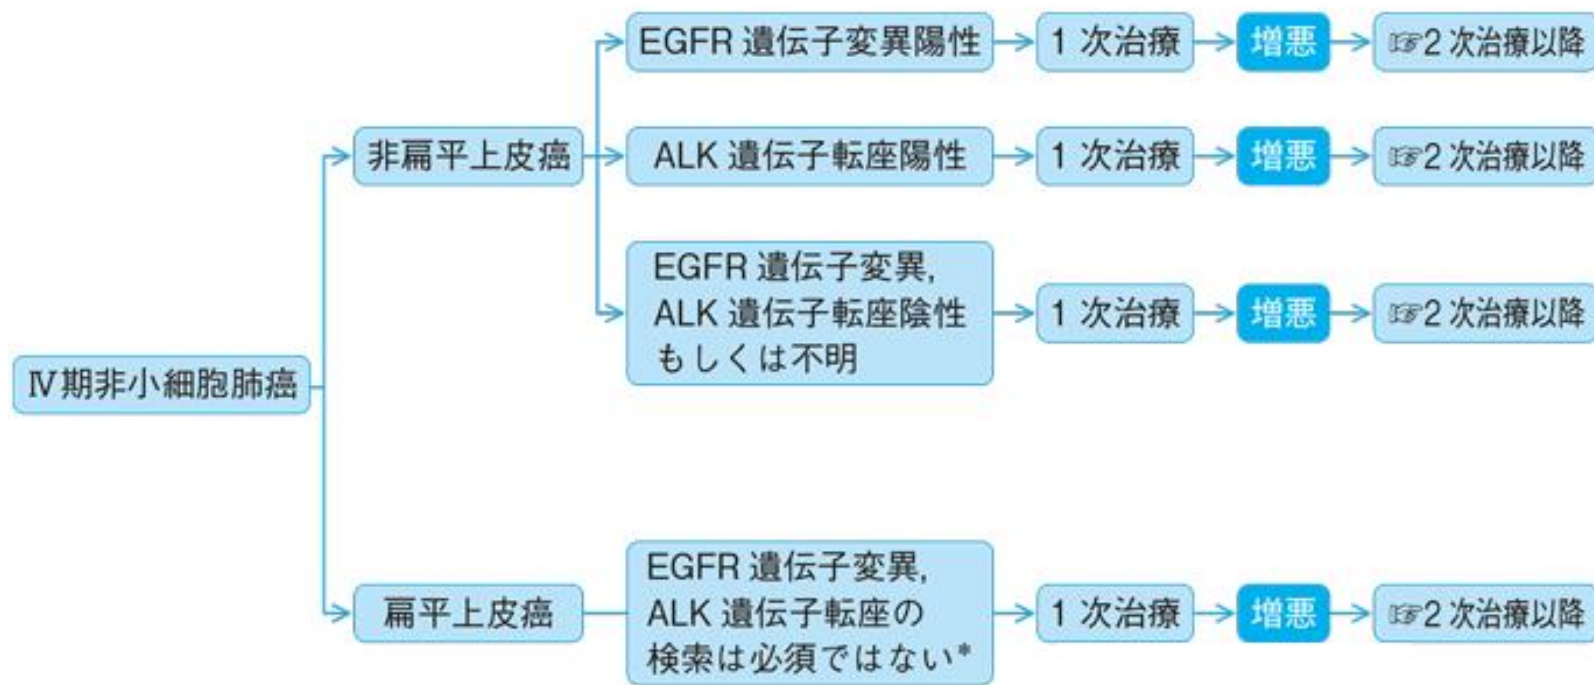 Ⅳ期非小細胞肺癌
非扁平上皮癌
EGFR 遺伝子変異陽性
1 次治療
増悪
☞2 次治療以降
ALK 遺伝子転座陽性
1 次治療
増悪
☞2 次治療以降
EGFR 遺伝子変異,
ALK 遺伝子転座陰性
もしくは不明
1 次治療
増悪
☞2 次治療以降
扁平上皮癌
EGFR 遺伝子変異,
ALK 遺伝子転座の
検索は必須ではない*
1 次治療
増悪
☞2 次治療以降